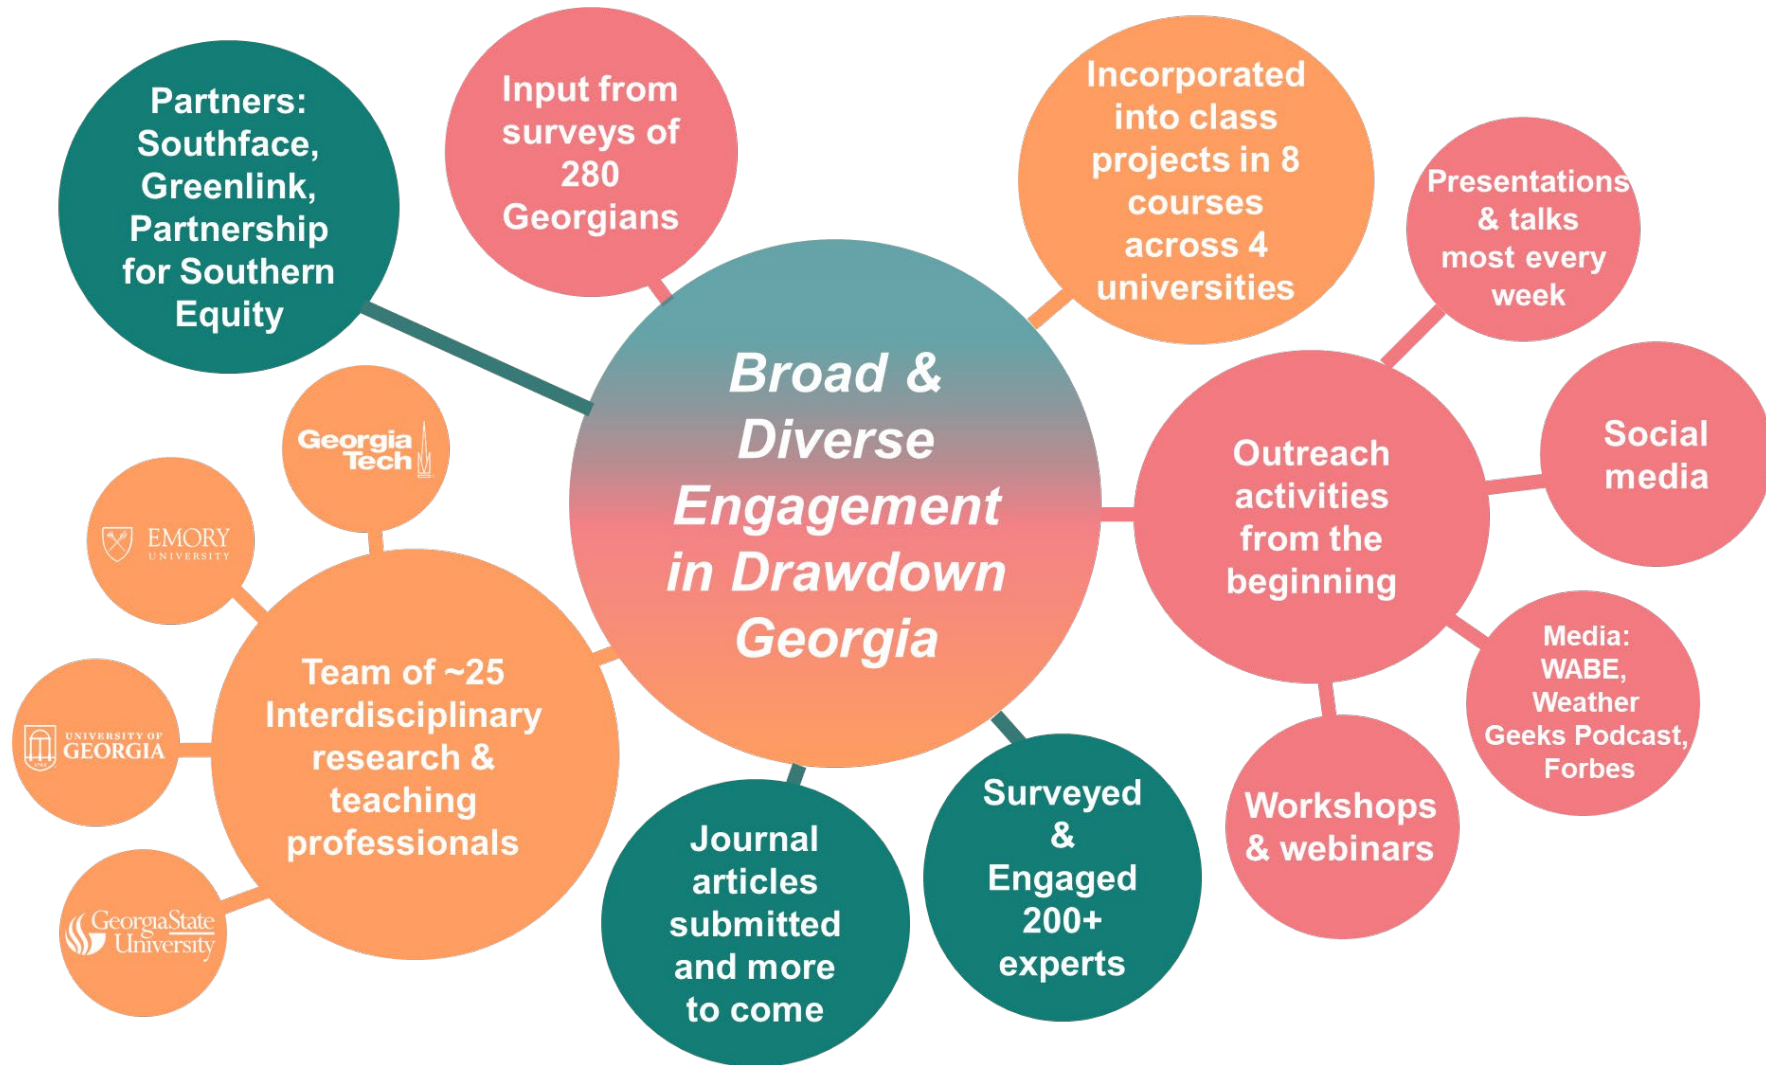 Partners:
Southface,
Greenlink,
Partnership
for Southern
Equity
Input from
surveys of
280
Georgians
Incorporated
into class
projects in 8
courses
across 4
universities
Presentations
& talks
most every
week
Broad &
Diverse
Engagement
in Drawdown
Georgia
Outreach
activities
from the
beginning
Social
media
Media:
WABE,
Weather
Geeks Podcast,
Forbes
Workshops
& webinars
Surveyed
&
Engaged
200+
experts
Journal
articles
submitted
and more
to come
Team of ~25
Interdisciplinary
research &
teaching
professionals
Georgia
Tech
EMORY
UNIVERSITY
UNIVERSITY OF
GEORGIA
GeorgiaState
University